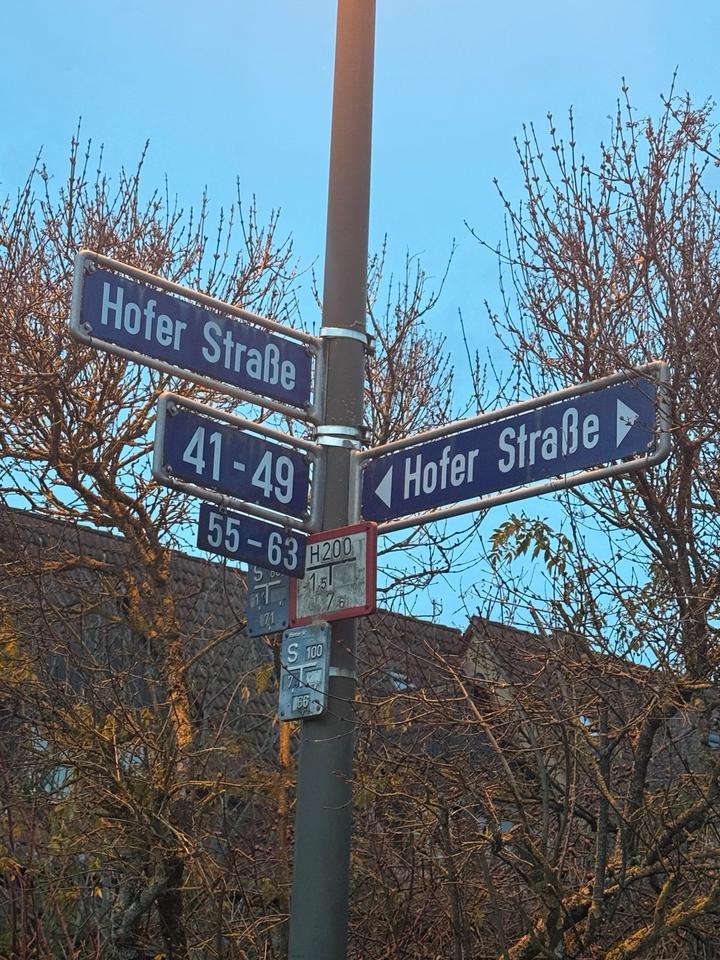 Hofer Straße
Hofer Straße
41 - 49
55 - 63
H200
S 100